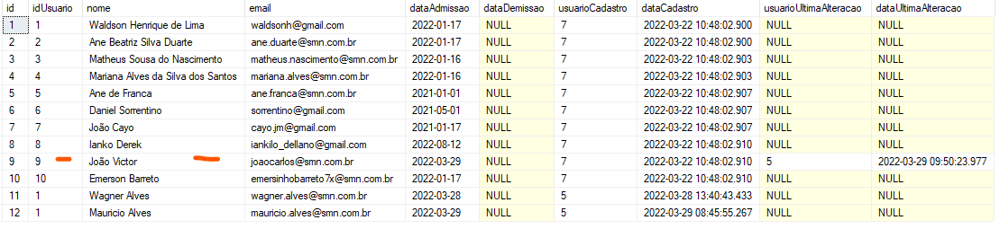 id idUsuario nome email dataAdmissao dataDemissao usuarioCadastro dataCadastro usuarioUltimaAlteracao dataUltimaAlteracao
1 1 Waldson Henrique de Lima waldsonh@gmail.com 2022-01-17 NULL 7 2022-03-22 10:48:02.900 NULL NULL
2 2 Ane Beatriz Silva Duarte ane.duarte@smn.com.br 2022-01-17 NULL 7 2022-03-22 10:48:02.900 NULL NULL
3 3 Matheus Sousa do Nascimento matheus.nascimento@smn.com.br 2022-01-16 NULL 7 2022-03-22 10:48:02.903 NULL NULL
4 4 Mariana Alves da Silva dos Santos mariana.alves@smn.com.br 2022-01-16 NULL 7 2022-03-22 10:48:02.903 NULL NULL
5 5 Ane de Franca ane.franca@smn.com.br 2021-01-01 NULL 7 2022-03-22 10:48:02.907 NULL NULL
6 6 Daniel Sorrentino sorrentino@gmail.com 2021-05-01 NULL 7 2022-03-22 10:48:02.907 NULL NULL
7 7 João Cayo cayo.jm@gmail.com 2021-01-17 NULL 7 2022-03-22 10:48:02.907 NULL NULL
8 8 Ianko Derek iankilo_dellano@gmail.com 2022-08-12 NULL 7 2022-03-22 10:48:02.910 NULL NULL
9 9 João Victor joaocarlos@smn.com.br 2022-03-29 NULL 7 2022-03-22 10:48:02.910 5 2022-03-29 09:50:23.977
10 10 Emerson Barreto emersinhobarreto7x@smn.com.br 2022-01-17 NULL 7 2022-03-22 10:48:02.910 NULL NULL
11 1 Wagner Alves wagner.alves@smn.com.br 2022-03-28 NULL 5 2022-03-28 13:40:43.433 NULL NULL
12 1 Mauricio Alves mauricio.alves@smn.com.br 2022-03-29 NULL 5 2022-03-29 08:45:55.267 NULL NULL